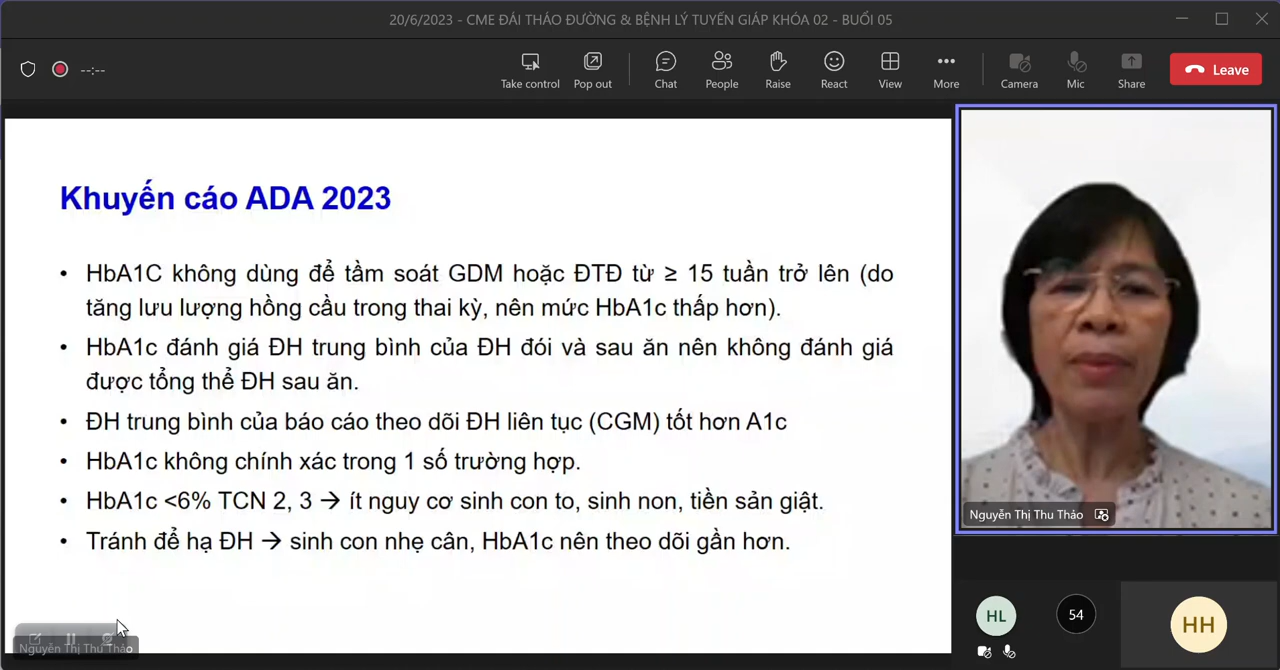 20/6/2023 - CME ĐÁI THÁO ĐƯỜNG & BỆNH LÝ TUYẾN GIÁP KHÓA 02 - BUỔI 05
--:--
Take control
Pop out
Chat
People
Raise
React
View
More
Camera
Mic
Share
Leave
Khuyến cáo ADA 2023
• HbA1C không dùng để tầm soát GDM hoặc ĐTĐ từ ≥ 15 tuần trở lên (do
tăng lưu lượng hồng cầu trong thai kỳ, nên mức HbA1c thấp hơn).
• HbA1c đánh giá ĐH trung bình của ĐH đói và sau ăn nên không đánh giá
được tổng thể ĐH sau ăn.
• ĐH trung bình của báo cáo theo dõi ĐH liên tục (CGM) tốt hơn A1c
• HbA1c không chính xác trong 1 số trường hợp.
• HbA1c <6% TCN 2, 3 → ít nguy cơ sinh con to, sinh non, tiền sản giật.
• Tránh để hạ ĐH → sinh con nhẹ cân, HbA1c nên theo dõi gần hơn.
Nguyễn Thị Thu Thảo
Nguyễn Thị Thu Thảo
HL
54
HH